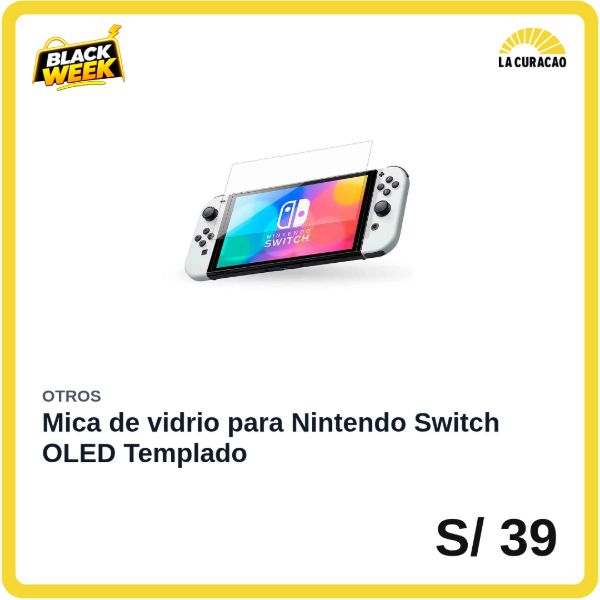 BLACK
WEEK
LA CURACAO
NINTENDO
SWITCH
OTROS
Mica de vidrio para Nintendo Switch
OLED Templado
S/ 39